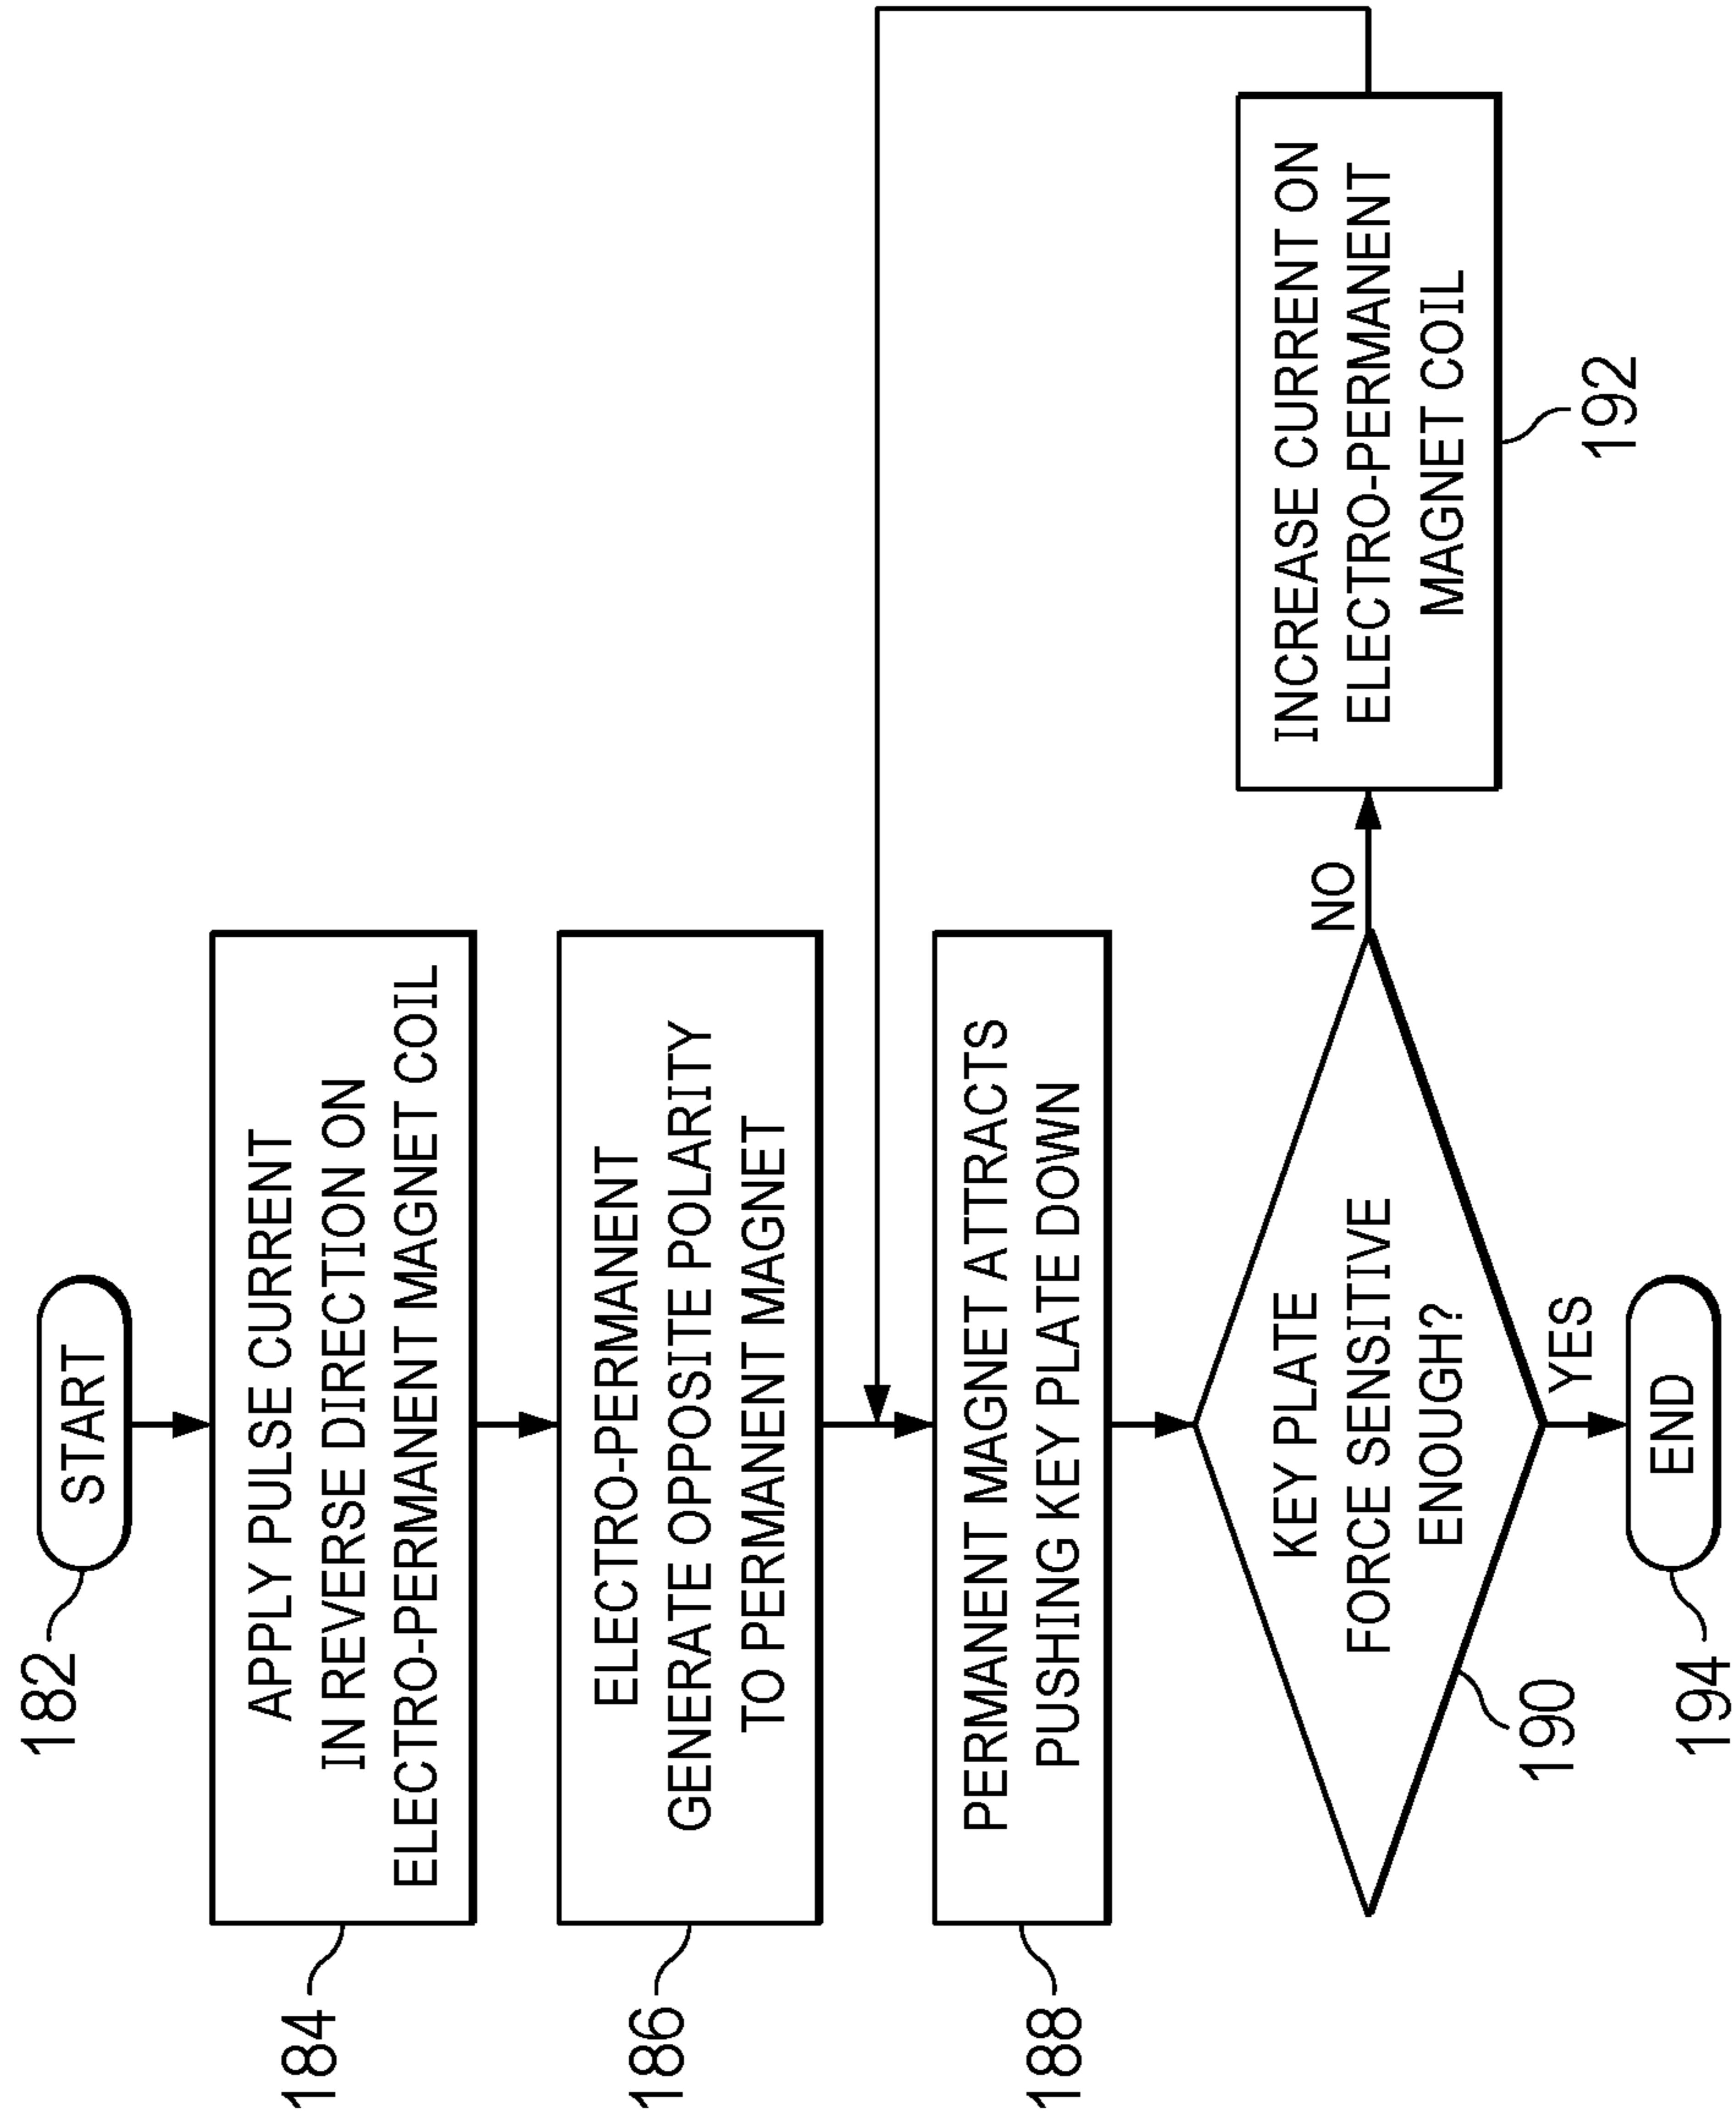 START
182
APPLY PULSE CURRENT
IN REVERSE DIRECTION ON
ELECTRO-PERMANENT MAGNET COIL
184
ELECTRO-PERMANENT
GENERATE OPPOSITE POLARITY
TO PERMANENT MAGNET
186
PERMANENT MAGNET ATTRACTS
PUSHING KEY PLATE DOWN
188
KEY PLATE
FORCE SENSITIVE
ENOUGH?
190
NO
INCREASE CURRENT ON
ELECTRO-PERMANENT
MAGNET COIL
192
YES
END
194